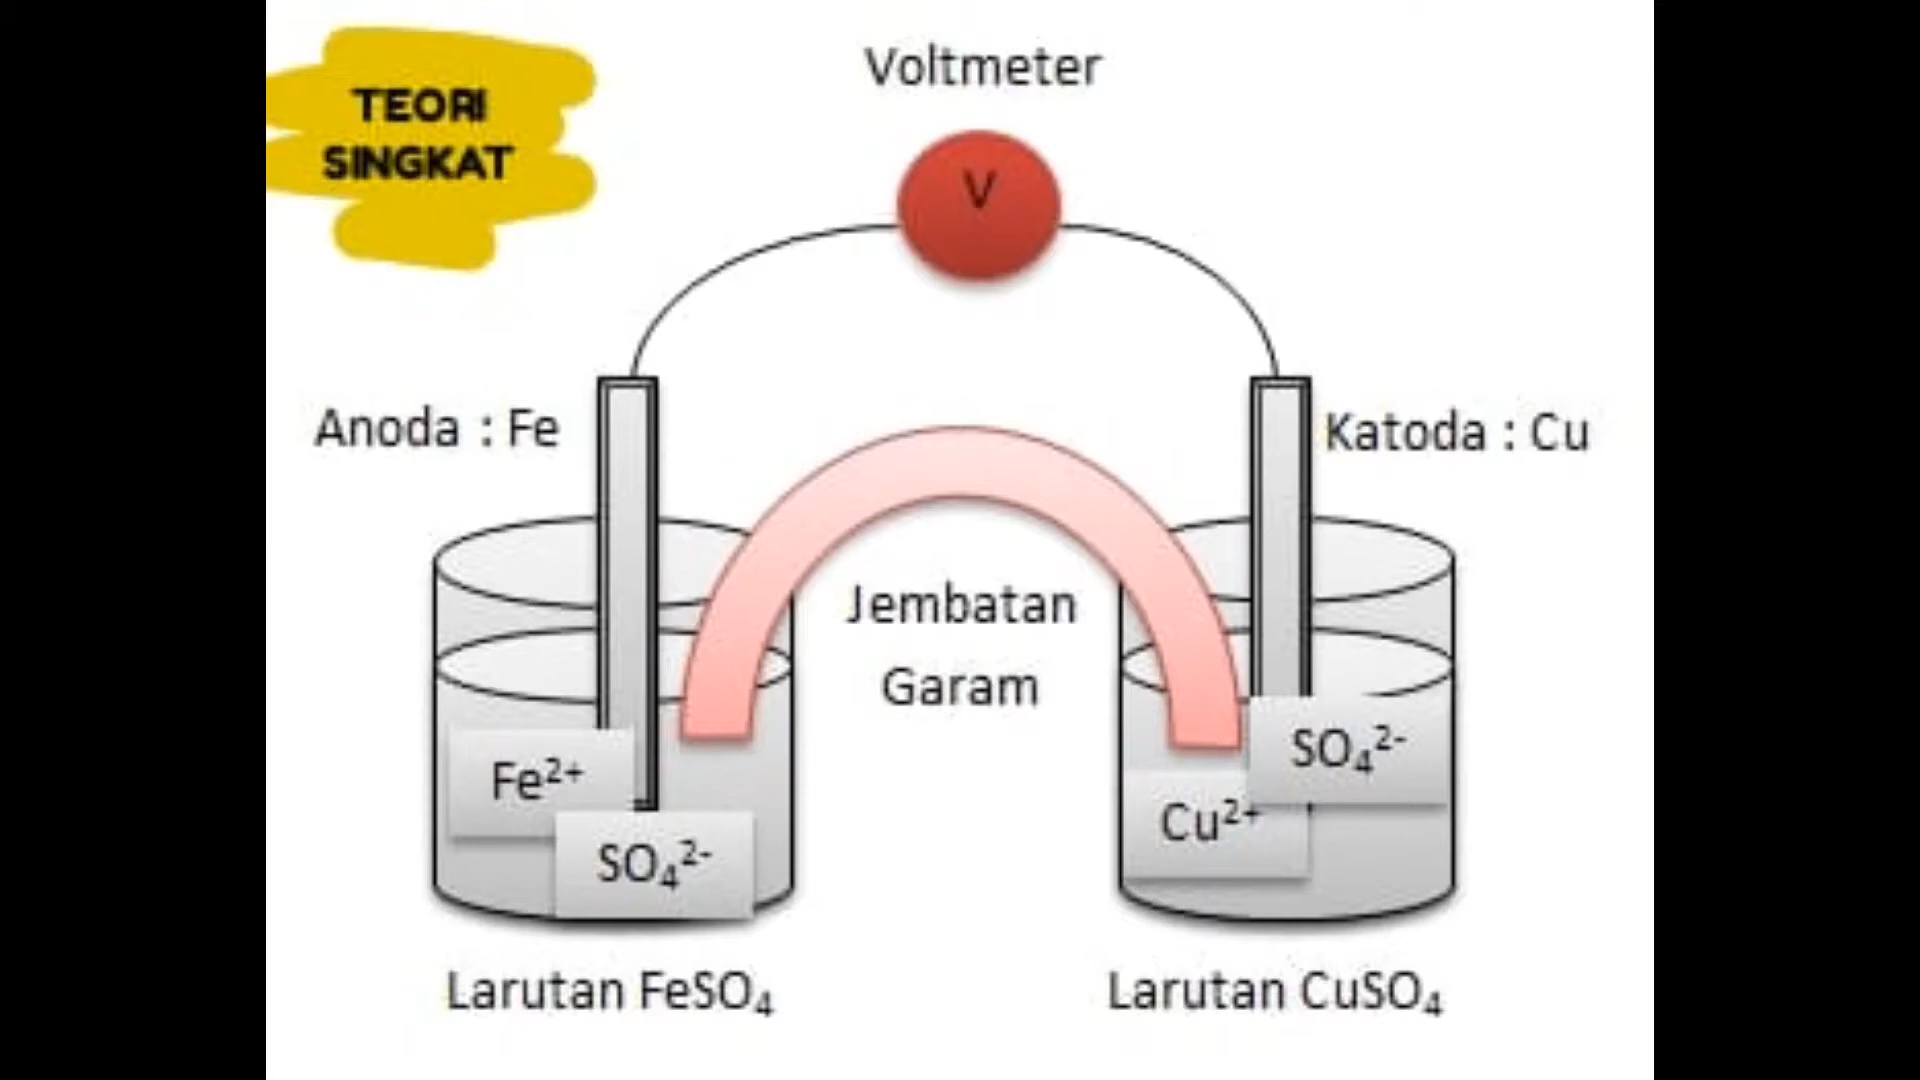 TEORI
SINGKAT
Voltmeter
V
Anoda : Fe
Katoda : Cu
Jembatan
Garam
Fe²⁺
SO₄²⁻
SO₄²⁻
Cu²⁺
Larutan FeSO₄
Larutan CuSO₄